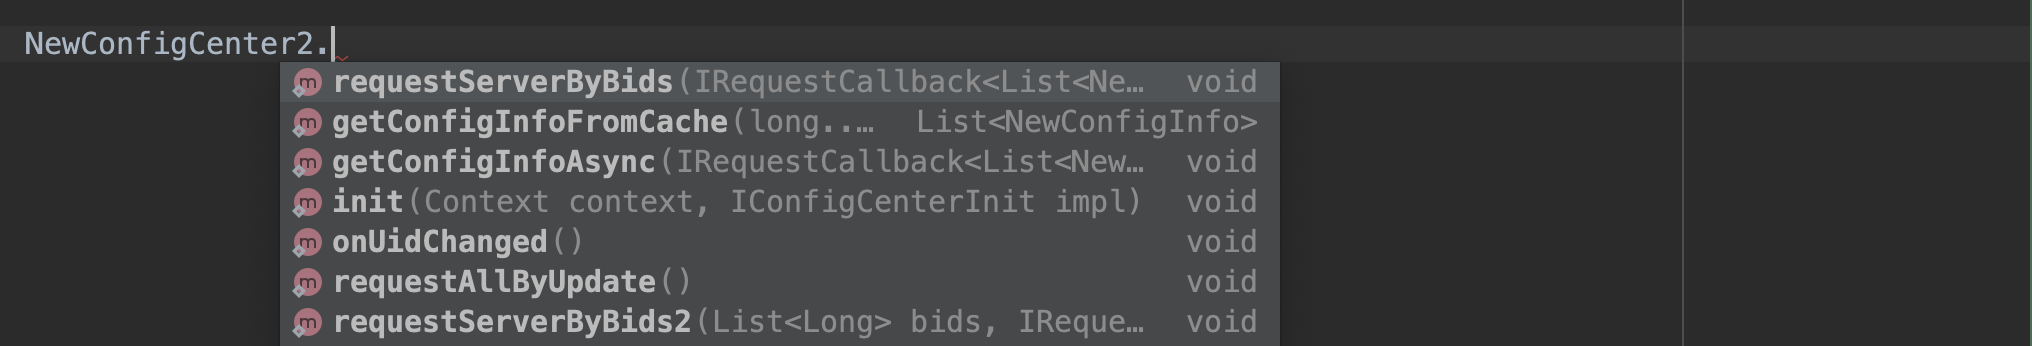 NewConfigCenter2.
requestServerByBids(IRequestCallback<List<Ne… void
getConfigInfoFromCache(long..… List<NewConfigInfo>
getConfigInfoAsync(IRequestCallback<List<New… void
init(Context context, IConfigCenterInit impl) void
onUidChanged() void
requestAllByUpdate() void
requestServerByBids2(List<Long> bids, IReque… void